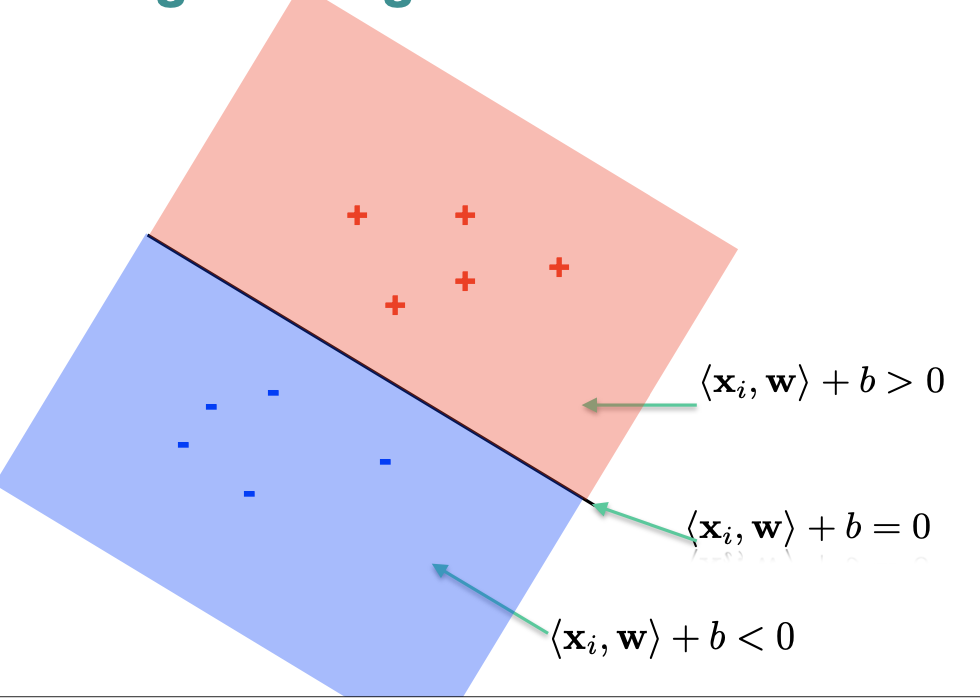 + +
+
+
+
⟨x_i, w⟩ + b > 0
- -
-
-
-
⟨x_i, w⟩ + b = 0
⟨x_i, w⟩ + b < 0